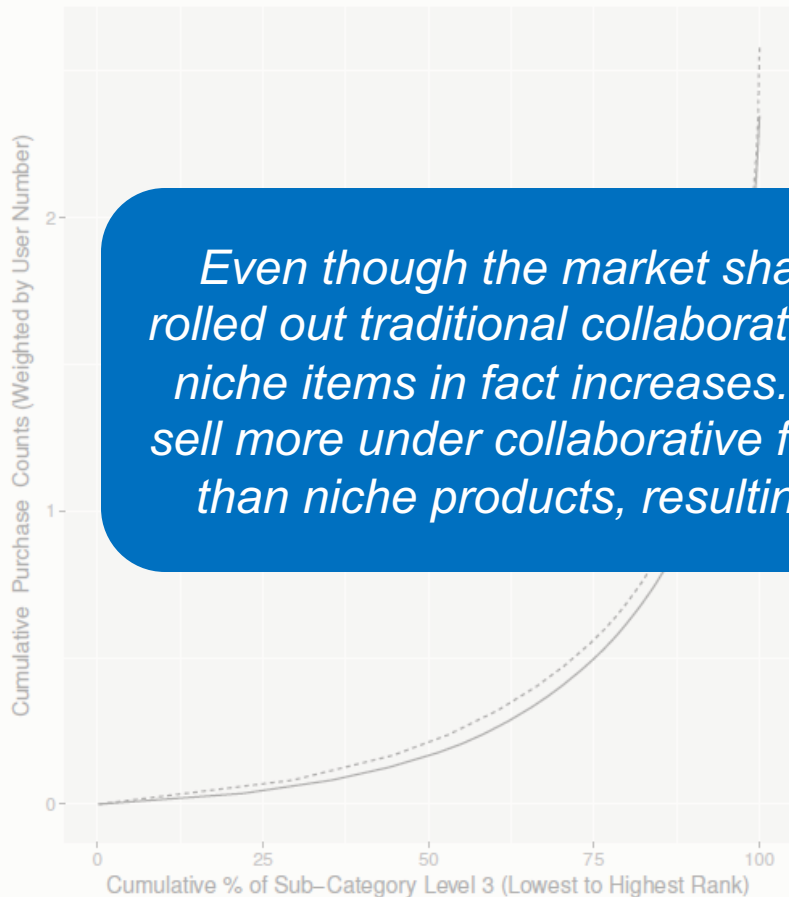 Cumulative Purchase Counts (Weighted by User Number)
2
1
0
Even though the market sha
rolled out traditional collaborat
niche items in fact increases.
sell more under collaborative f
than niche products, resultin
0 25 50 75 100
Cumulative % of Sub–Category Level 3 (Lowest to Highest Rank)